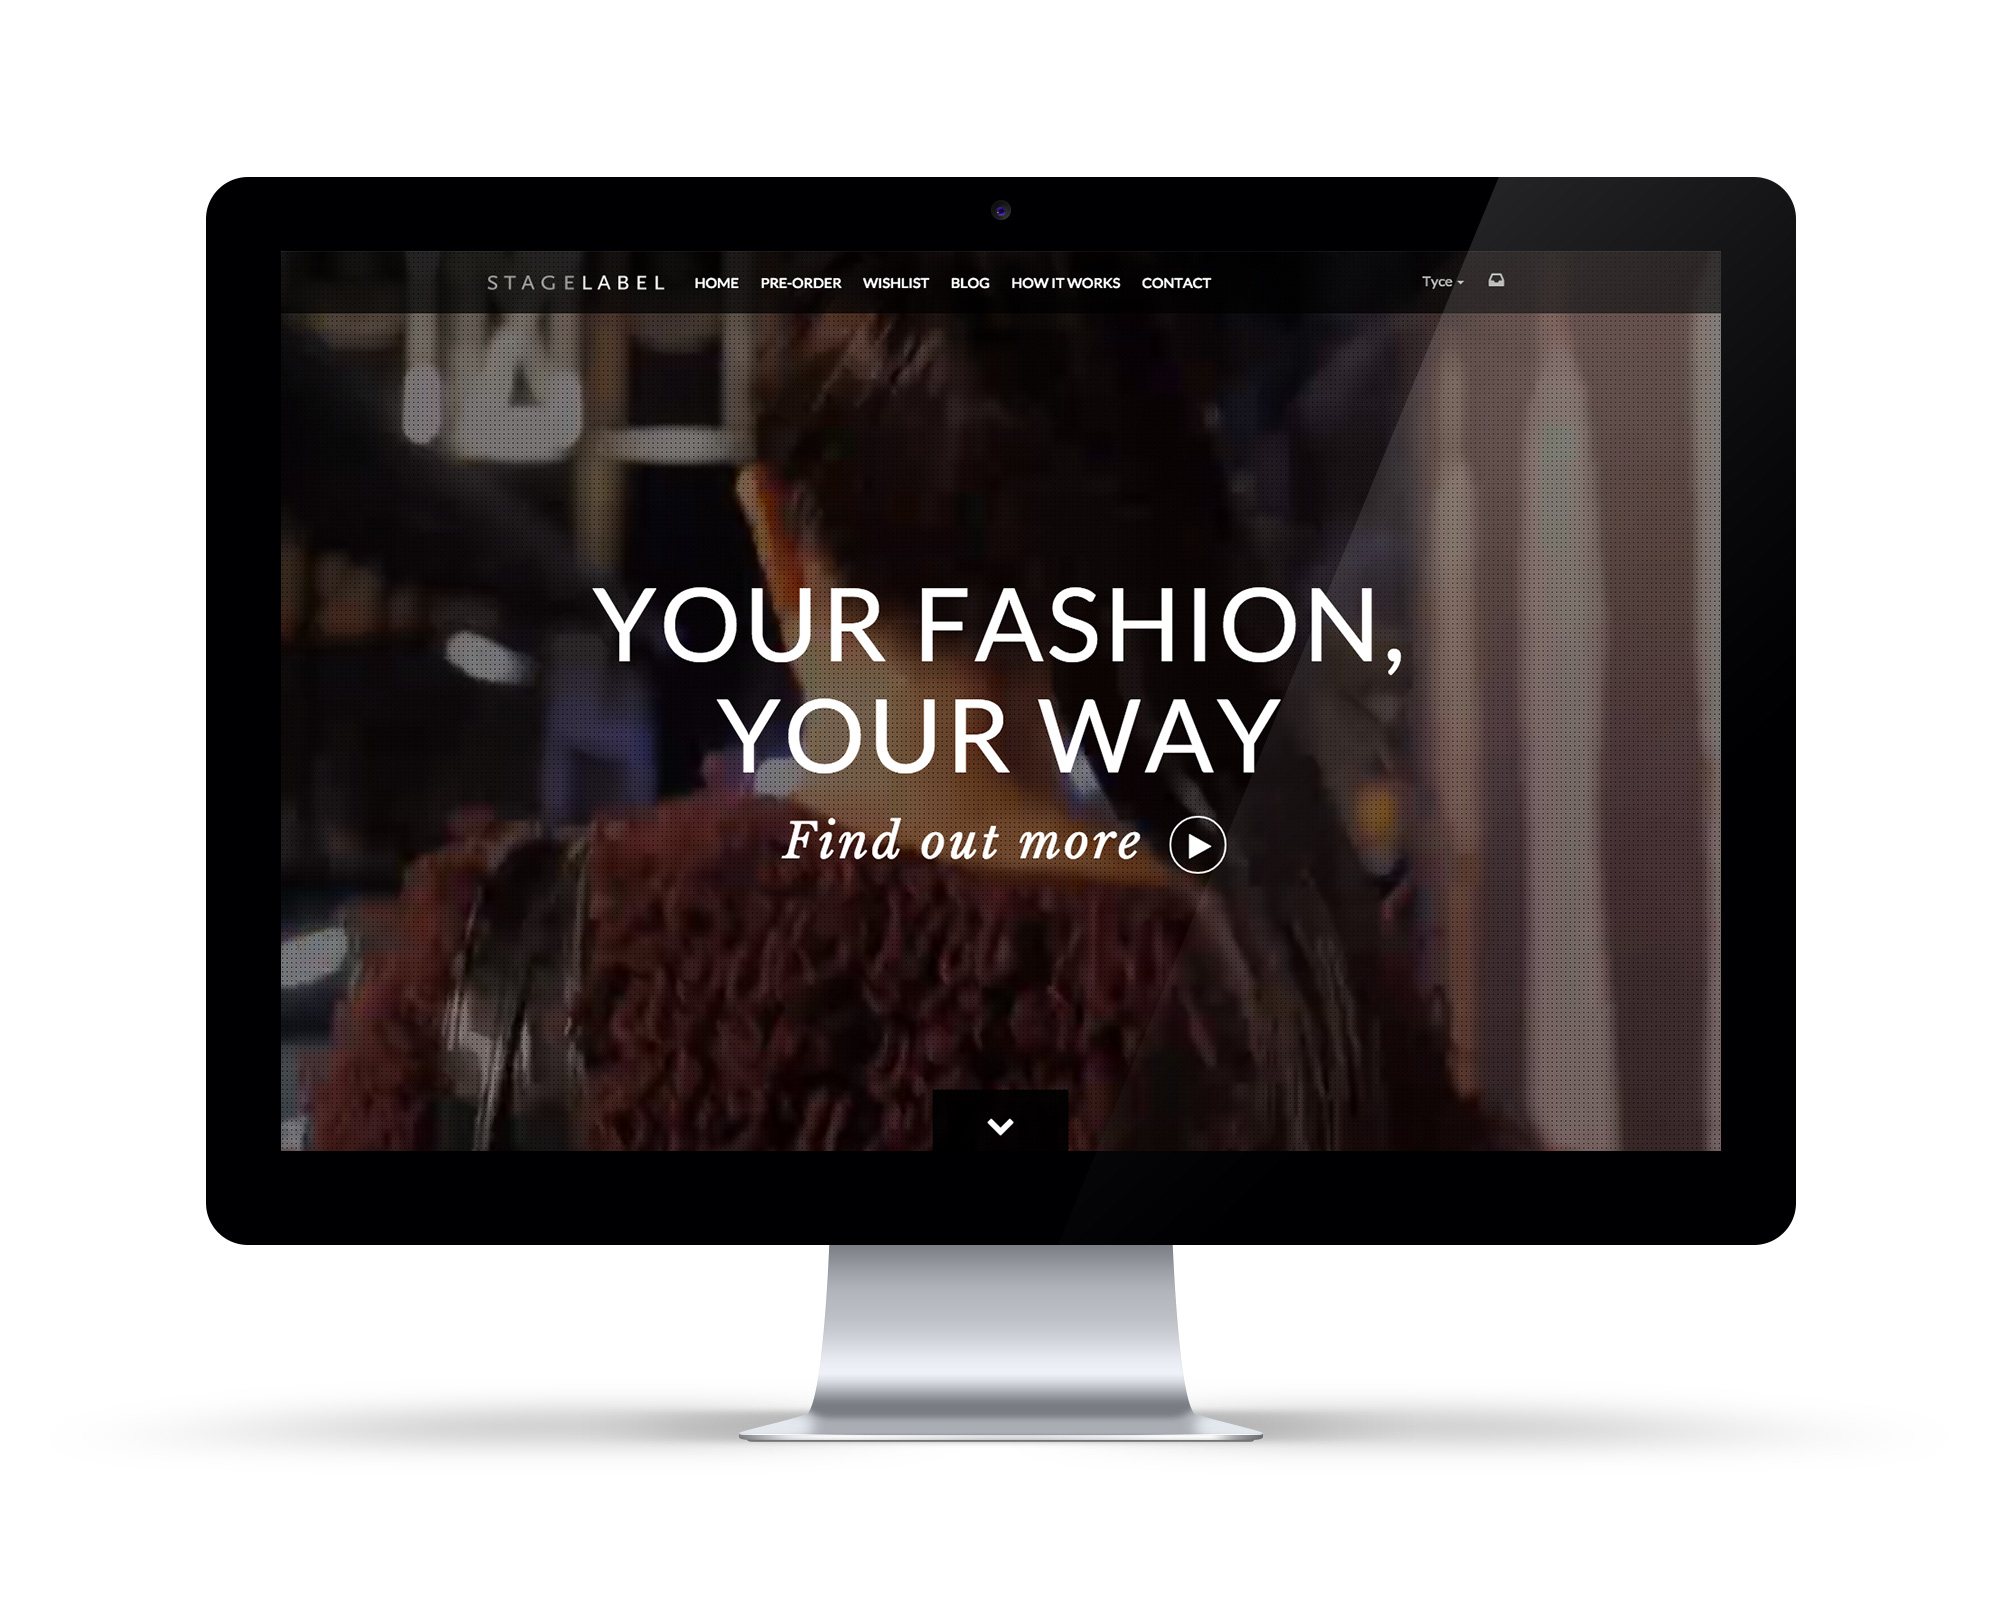 STAGELABEL HOME PRE-ORDER WISHLIST BLOG HOW IT WORKS CONTACT Tyce
YOUR FASHION,
YOUR WAY
Find out more